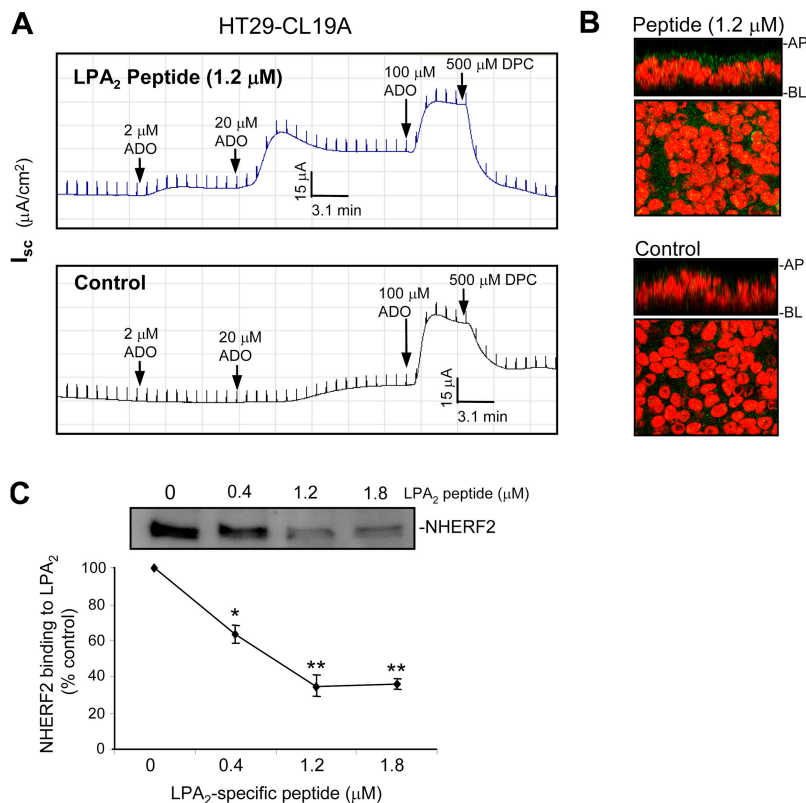 A
HT29-CL19A
LPA2 Peptide (1.2 μM)
2 μM
ADO
20 μM
ADO
100 μM
ADO
500 μM DPC
15 μA
3.1 min
Isc (μA/cm2)
Control
2 μM
ADO
20 μM
ADO
100 μM
ADO
500 μM DPC
15 μA
3.1 min
B
Peptide (1.2 μM)
-AP
-BL
Control
-AP
-BL
C
0 0.4 1.2 1.8 LPA2 peptide (μM)
-NHERF2
NHERF2 binding to LPA2
(% control)
100
80
60
40
20
0
*
**
**
0 0.4 1.2 1.8
LPA2-specific peptide (μM)